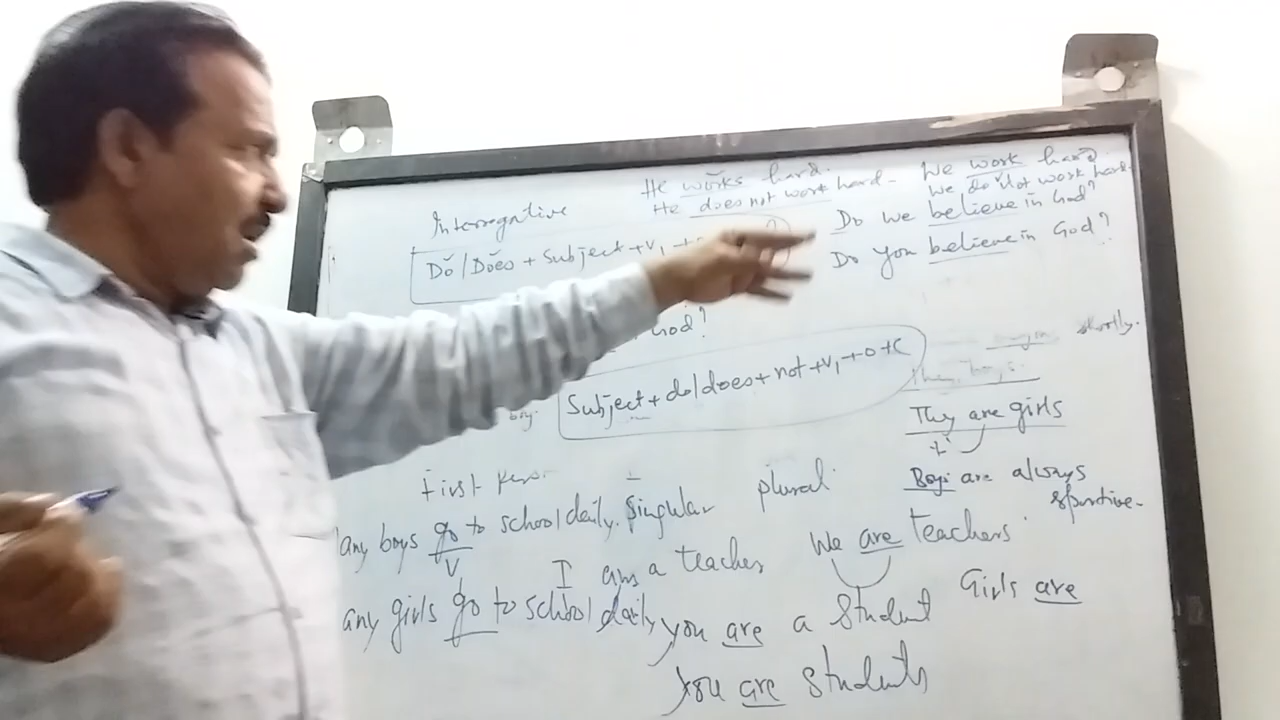 He works hard.
He does not work hard.
We work hard
We do not work hard.
Interrogative
Do/Does + Subject + V1 +
?
Do we believe in God?
Do you believe in God?
God?
shortly.
Subject + do/does + not + V1 + O + C
boy.
They are girls
Boys are always
sportive.
First
singular
plural
any boys go to school daily.
V
I am a teacher
We are teachers.
any girls go to school daily
you are a student
Girls are
you are students